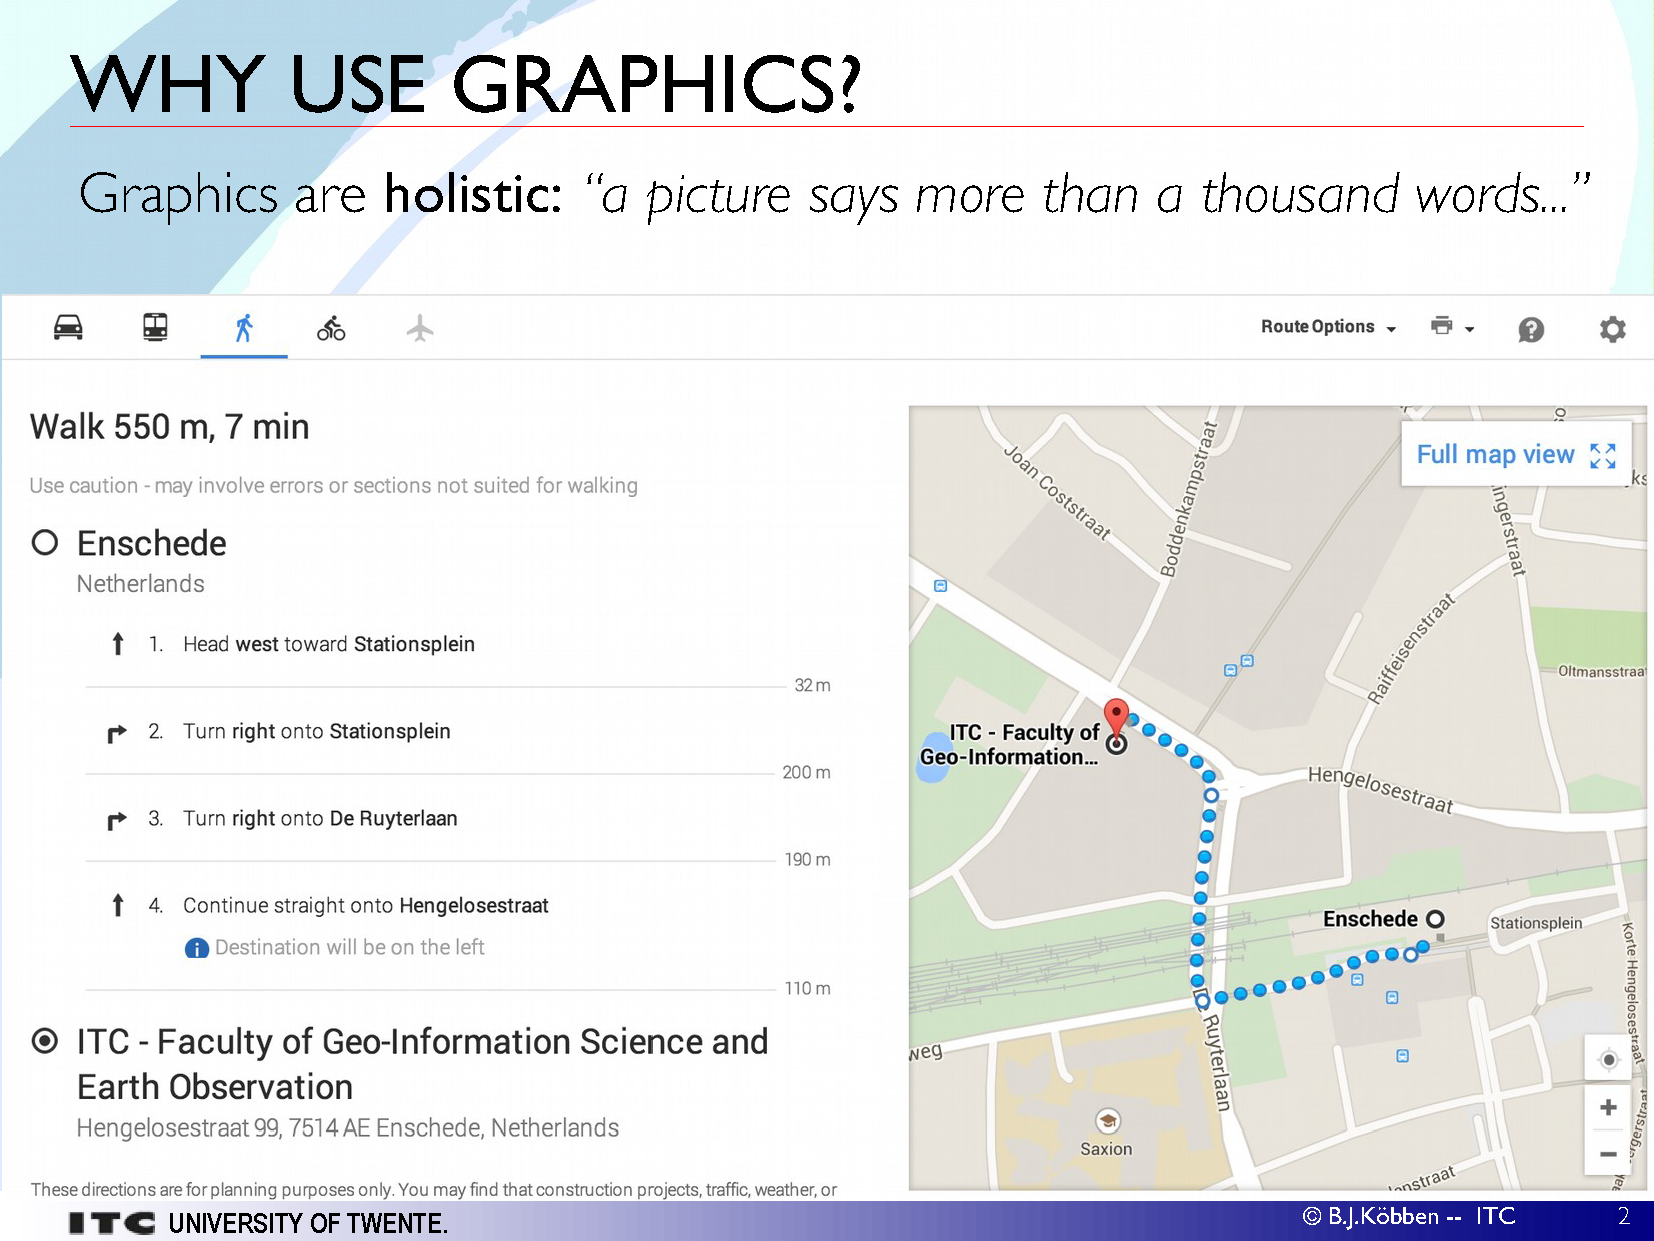 WHY USE GRAPHICS?
Graphics are holistic: “a picture says more than a thousand words...”
Route Options
Walk 550 m, 7 min
Use caution - may involve errors or sections not suited for walking
Enschede
Netherlands
1. Head west toward Stationsplein
32 m
2. Turn right onto Stationsplein
200 m
3. Turn right onto De Ruyterlaan
190 m
4. Continue straight onto Hengelosestraat
Destination will be on the left
110 m
ITC - Faculty of Geo-Information Science and
Earth Observation
Hengelosestraat 99, 7514 AE Enschede, Netherlands
These directions are for planning purposes only. You may find that construction projects, traffic, weather, or
Full map view
Joan Coststraat
Boddenkampstraat
ingerstraat
Raiffeisenstraat
Oltmansstraa
ITC - Faculty of
Geo-Information...
Hengelosestraat
Enschede
Stationsplein
Korte Hengelosestraat
Ruyterlaan
weg
Saxion
nstraat
ergerstraat
ITC UNIVERSITY OF TWENTE.
© B.J.Köbben -- ITC
2